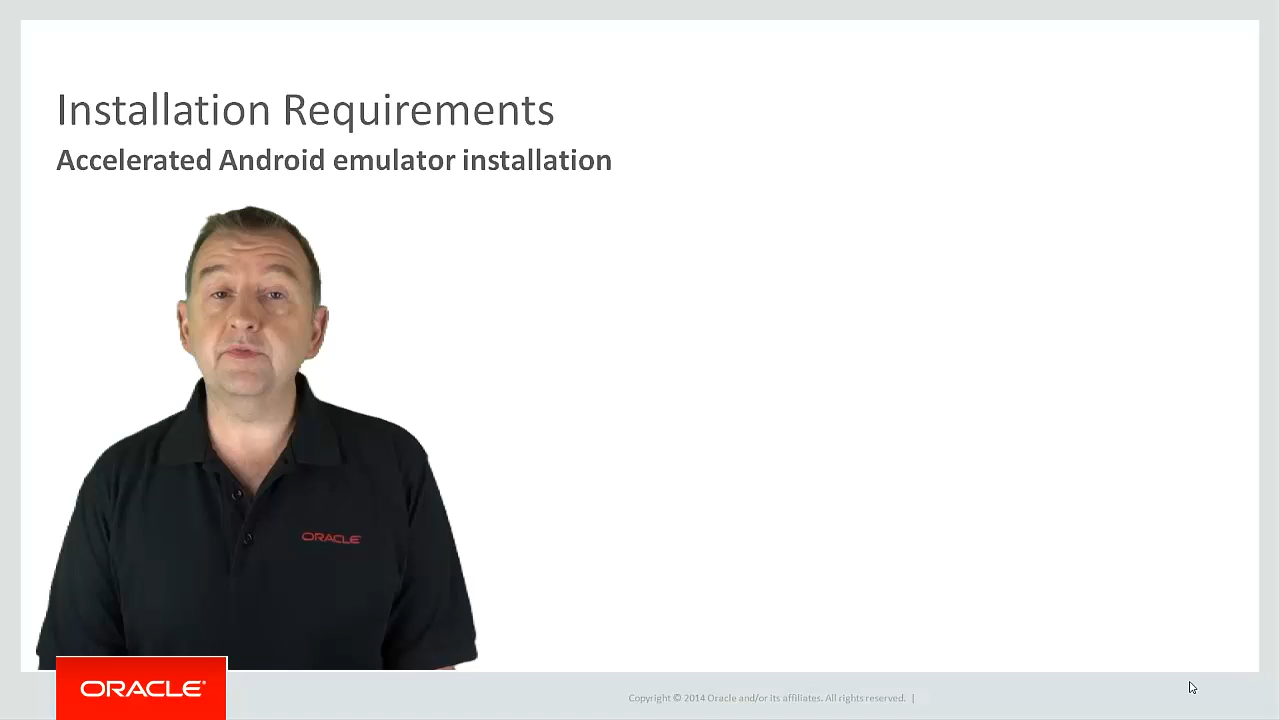 Installation Requirements
Accelerated Android emulator installation
ORACLE
ORACLE®
Copyright © 2014 Oracle and/or its affiliates. All rights reserved. |